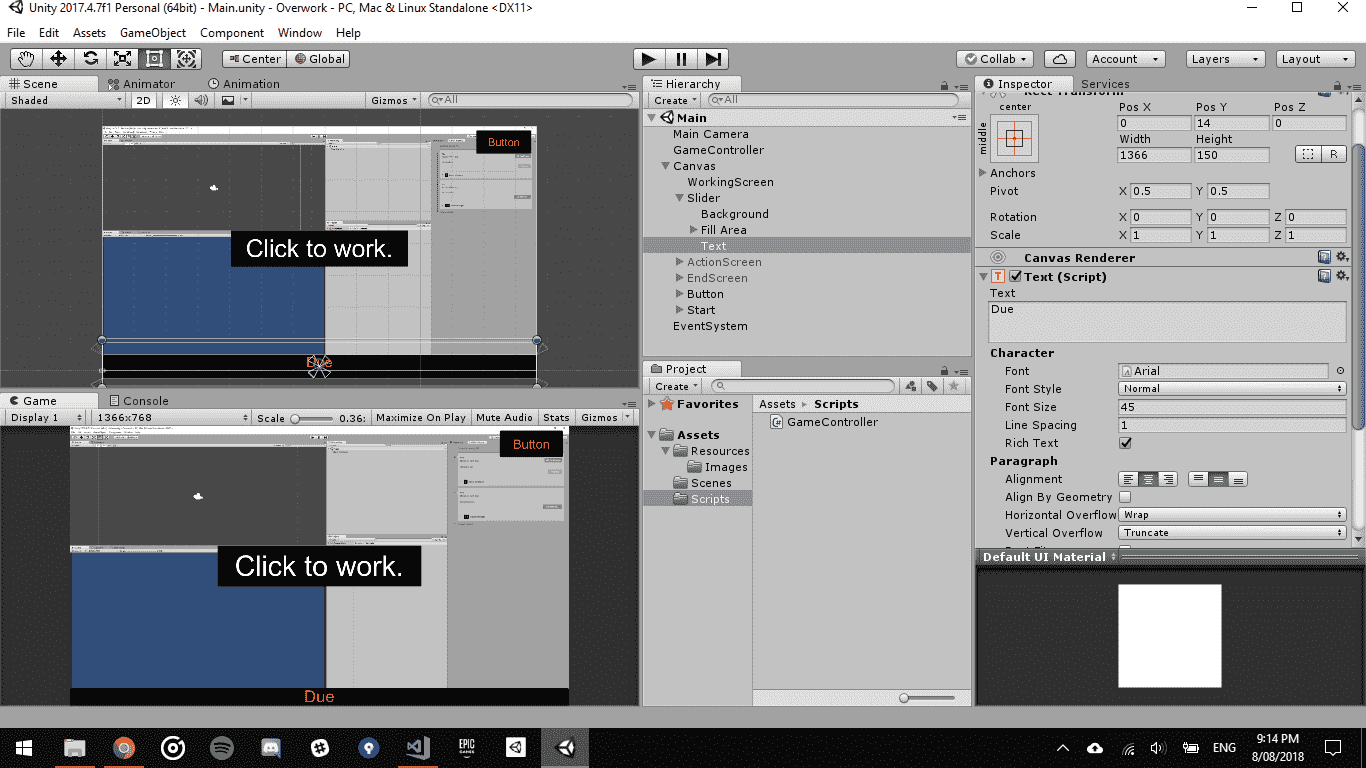 Unity 2017.4.7f1 Personal (64bit) - Main.unity - Overwork - PC, Mac & Linux Standalone <DX11>
File Edit Assets GameObject Component Window Help
Center Global Collab Account Layers Layout
Scene Animator Animation
Shaded 2D Gizmos All
Button
Click to work.
Due
Game Console
Display 1 1366x768 Scale 0.36: Maximize On Play Mute Audio Stats Gizmos
Button
Click to work.
Due
Hierarchy
Create All
Main
Main Camera
GameController
Canvas
WorkingScreen
Slider
Background
Fill Area
Text
ActionScreen
EndScreen
Button
Start
EventSystem
Project
Create
Favorites
Assets
Resources
Images
Scenes
Scripts
Assets Scripts
GameController
Inspector Services
Rect Transform
center Pos X Pos Y Pos Z
middle 0 14 0
Width Height
1366 150 R
Anchors
Pivot X 0.5 Y 0.5
Rotation X 0 Y 0 Z 0
Scale X 1 Y 1 Z 1
Canvas Renderer
Text (Script)
Text
Due
Character
Font Arial
Font Style Normal
Font Size 45
Line Spacing 1
Rich Text
Paragraph
Alignment
Align By Geometry
Horizontal Overflow Wrap
Vertical Overflow Truncate
Default UI Material
EPIC GAMES
ENG 9:14 PM
8/08/2018